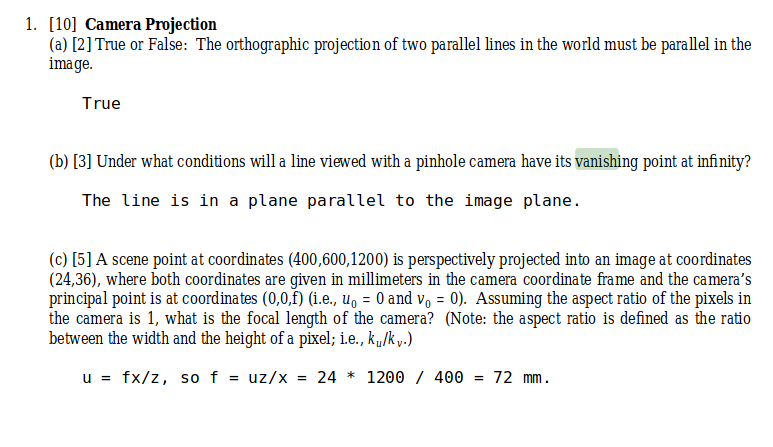 1. [10] Camera Projection
(a) [2] True or False: The orthographic projection of two parallel lines in the world must be parallel in the
image.
True
(b) [3] Under what conditions will a line viewed with a pinhole camera have its vanishing point at infinity?
The line is in a plane parallel to the image plane.
(c) [5] A scene point at coordinates (400,600,1200) is perspectively projected into an image at coordinates
(24,36), where both coordinates are given in millimeters in the camera coordinate frame and the camera’s
principal point is at coordinates (0,0,f) (i.e., u₀ = 0 and v₀ = 0). Assuming the aspect ratio of the pixels in
the camera is 1, what is the focal length of the camera? (Note: the aspect ratio is defined as the ratio
between the width and the height of a pixel; i.e., kᵤ/kᵥ.)
u = fx/z, so f = uz/x = 24 * 1200 / 400 = 72 mm.